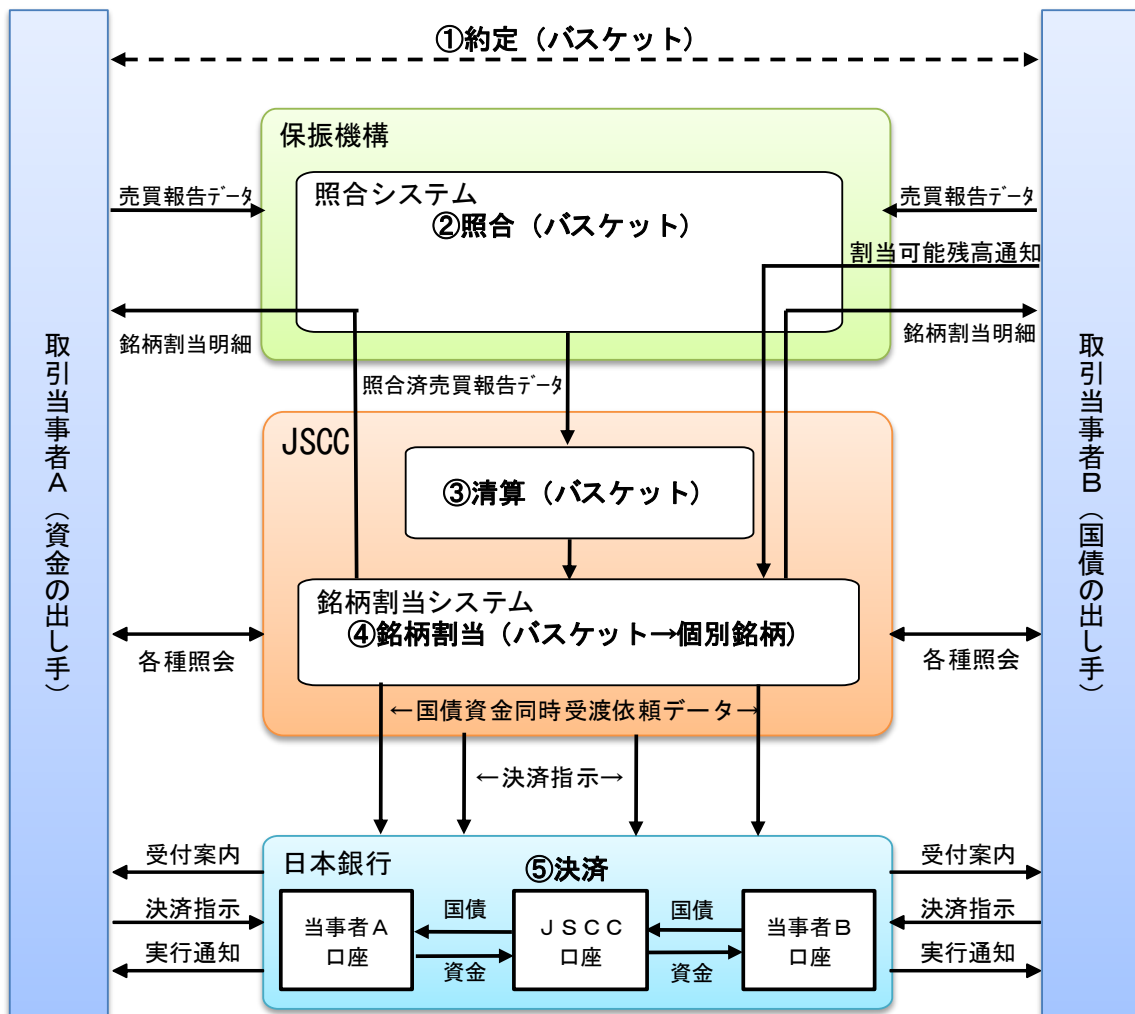 ①約定（バスケット）
保振機構
照合システム
②照合（バスケット）
売買報告ﾃﾞｰﾀ
売買報告ﾃﾞｰﾀ
割当可能残高通知
銘柄割当明細
銘柄割当明細
照合済売買報告ﾃﾞｰﾀ
取引当事者Ａ（資金の出し手）
取引当事者Ｂ（国債の出し手）
JSCC
③清算（バスケット）
銘柄割当システム
④銘柄割当（バスケット→個別銘柄）
各種照会
各種照会
←国債資金同時受渡依頼データ→
←決済指示→
日本銀行
⑤決済
受付案内
受付案内
決済指示
決済指示
実行通知
実行通知
当事者Ａ
口座
国債
資金
ＪＳＣＣ
口座
国債
資金
当事者Ｂ
口座